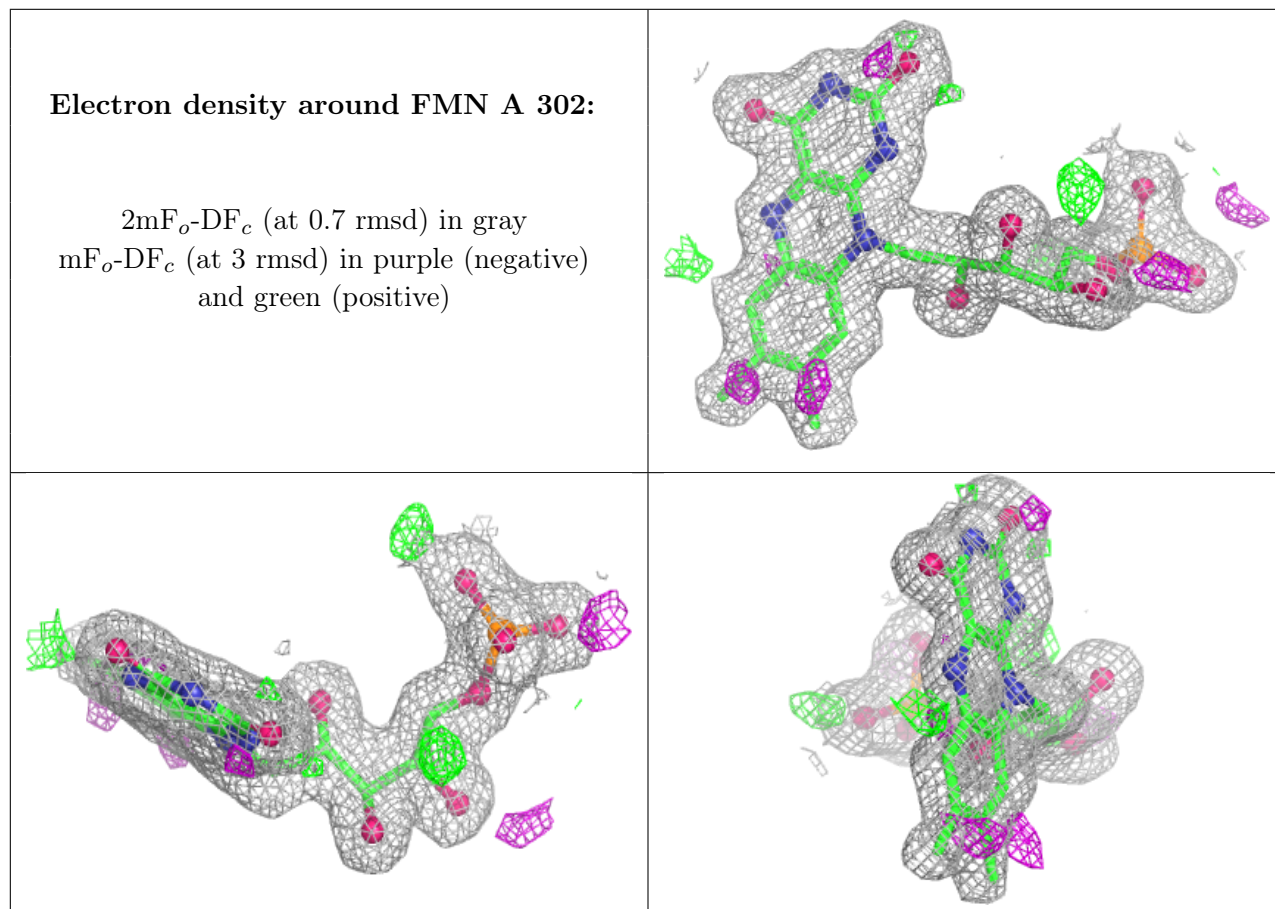 Electron density around FMN A 302:
2mFo-DFc (at 0.7 rmsd) in gray
mFo-DFc (at 3 rmsd) in purple (negative)
and green (positive)